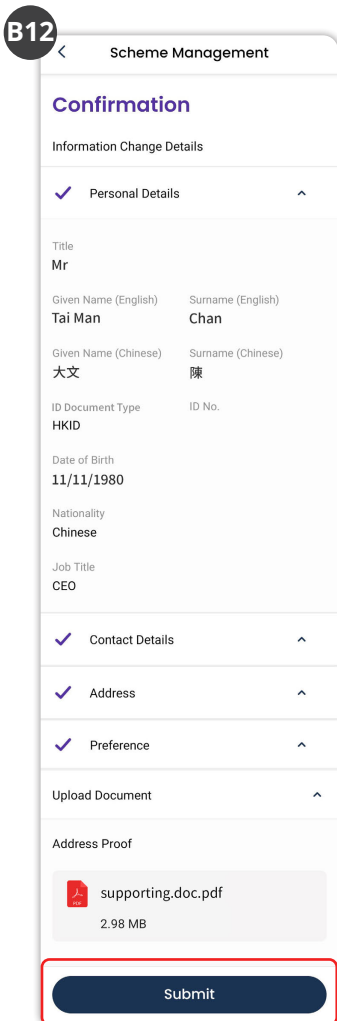 B12
Scheme Management
Confirmation
Information Change Details
Personal Details
Title
Mr
Given Name (English) Surname (English)
Tai Man Chan
Given Name (Chinese) Surname (Chinese)
大文 陳
ID Document Type ID No.
HKID
Date of Birth
11/11/1980
Nationality
Chinese
Job Title
CEO
Contact Details
Address
Preference
Upload Document
Address Proof
supporting.doc.pdf
PDF
2.98 MB
Submit